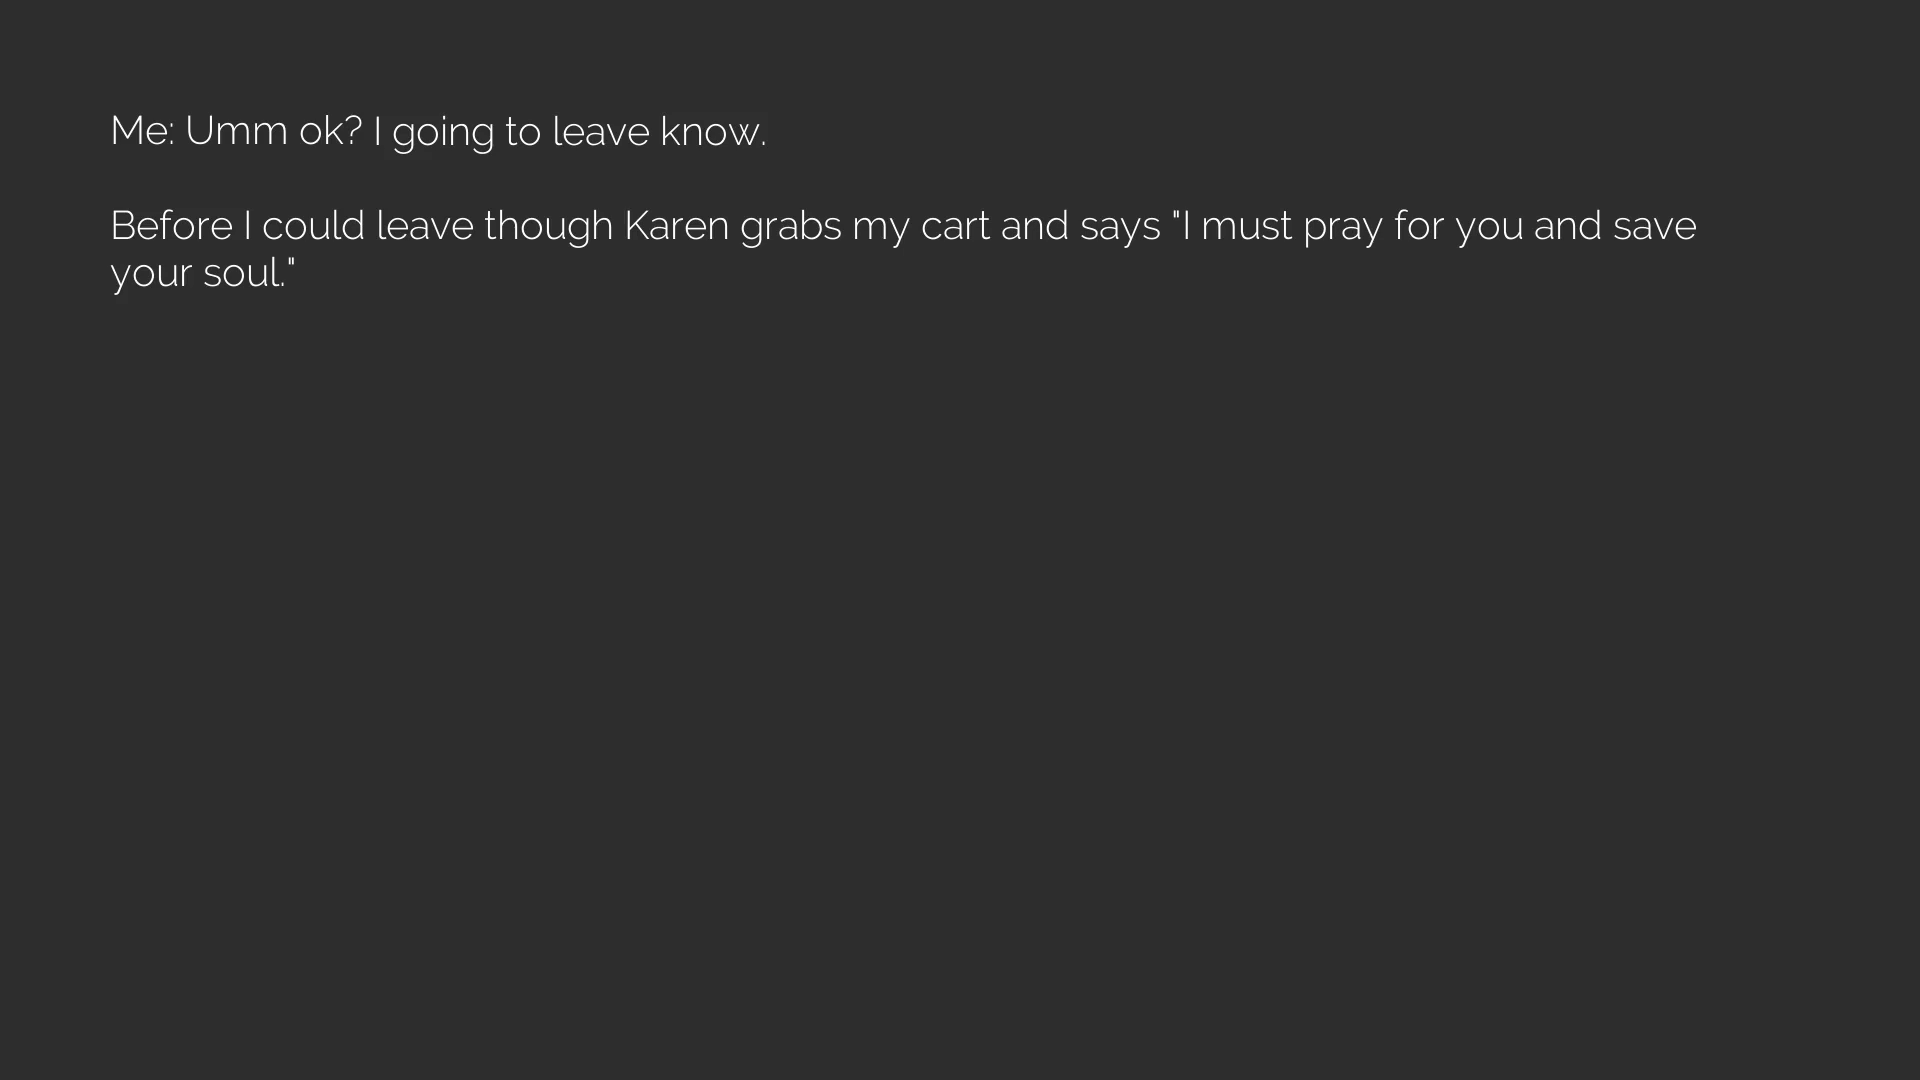 Me: Umm ok? I going to leave know.
Before I could leave though Karen grabs my cart and says "I must pray for you and save
your soul."